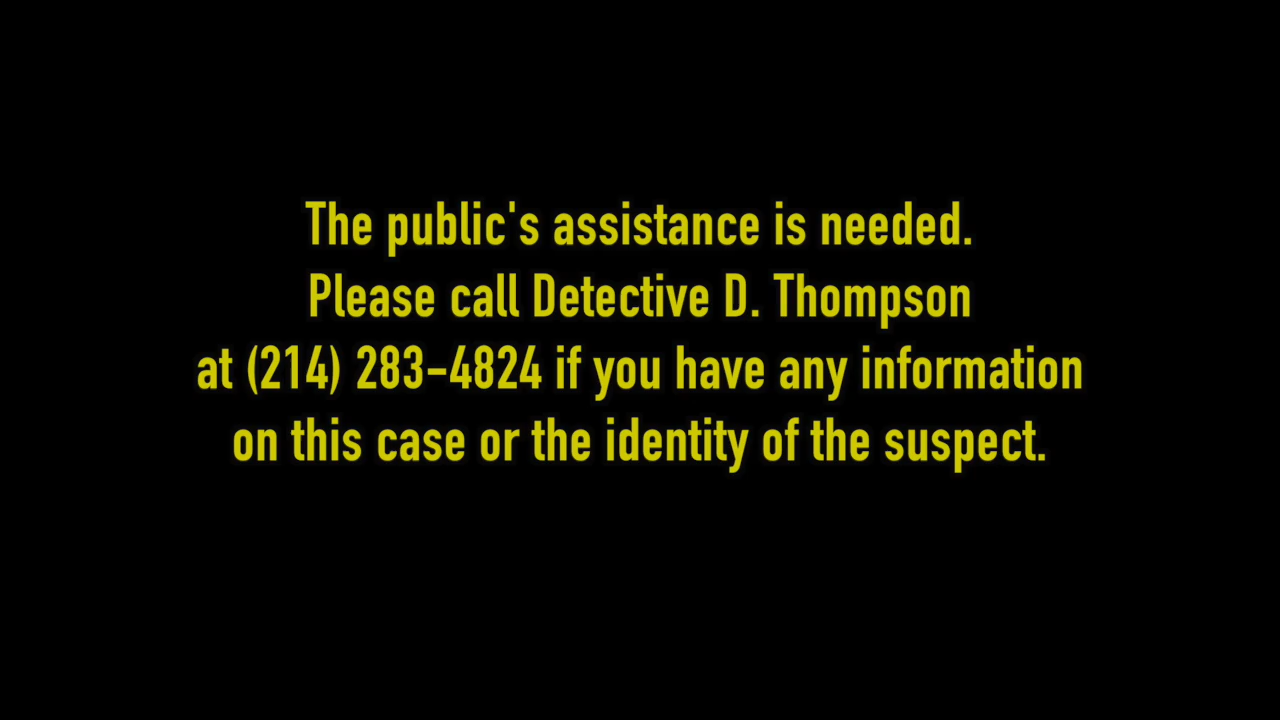 The public's assistance is needed.
Please call Detective D. Thompson
at (214) 283-4824 if you have any information
on this case or the identity of the suspect.